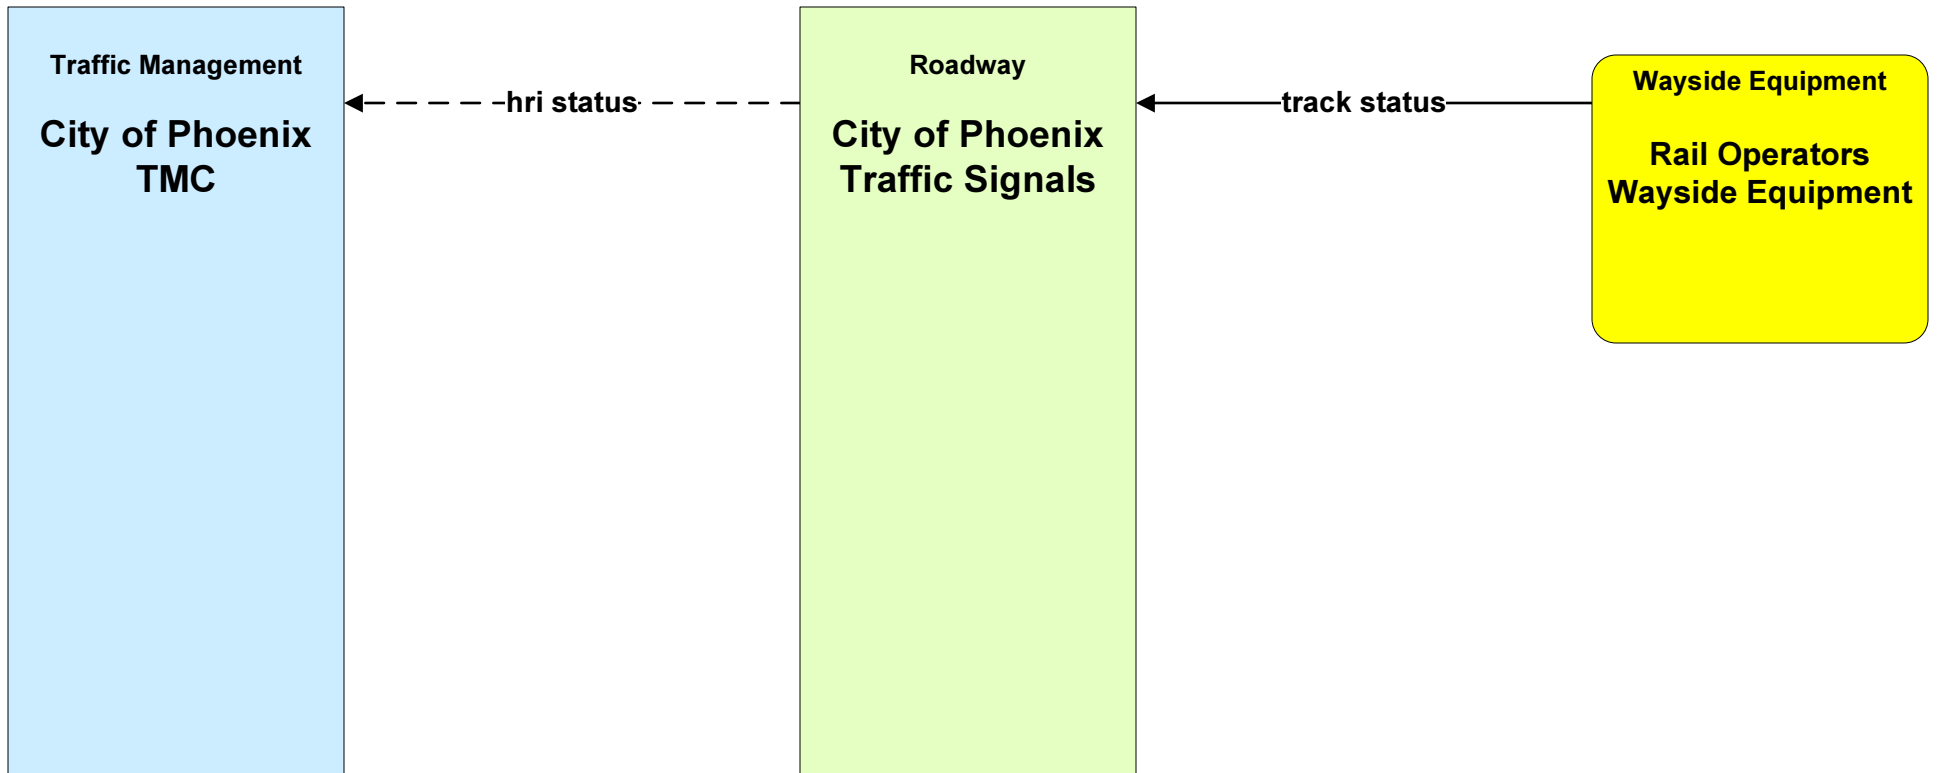 Traffic Management
City of Phoenix
TMC
hri status
Roadway
City of Phoenix
Traffic Signals
track status
Wayside Equipment
Rail Operators
Wayside Equipment